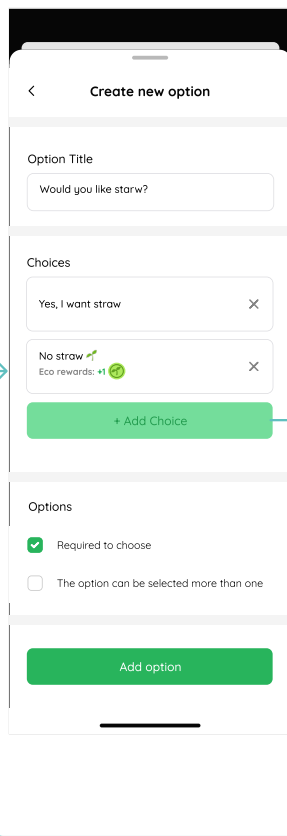 Create new option
Option Title
Would you like starw?
Choices
Yes, I want straw
No straw 🌱
Eco rewards: +1
+ Add Choice
Options
Required to choose
The option can be selected more than one
Add option